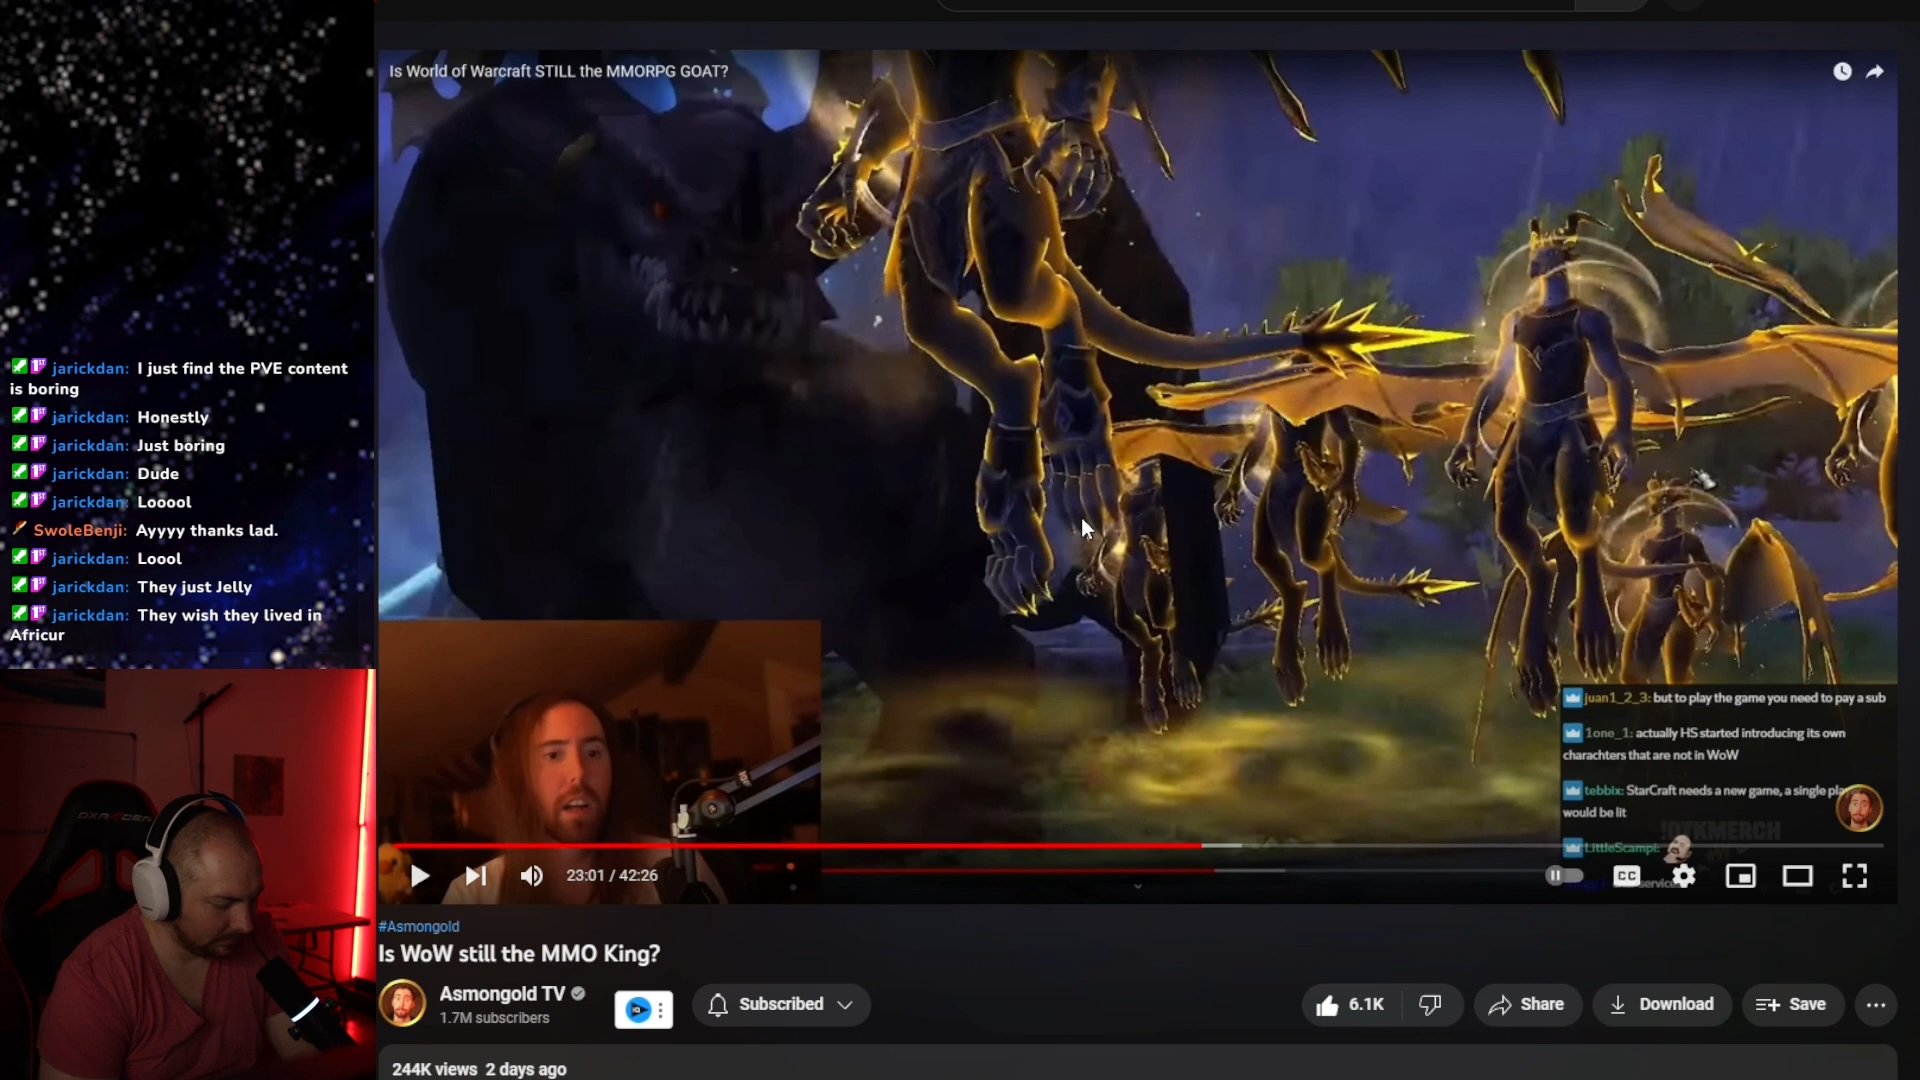 Is World of Warcraft STILL the MMORPG GOAT?
jarickdan: I just find the PVE content
is boring
jarickdan: Honestly
jarickdan: Just boring
jarickdan: Dude
jarickdan: Looool
SwoleBenji: Ayyyy thanks lad.
jarickdan: Loool
jarickdan: They just Jelly
jarickdan: They wish they lived in
Africur
juan1_2_3: but to play the game you need to pay a sub
1one_1: actually HS started introducing its own
charachters that are not in WoW
tebbix: StarCraft needs a new game, a single pla
would be lit
!OTKMERCH
LittleScampi:
23:01 / 42:26
CC
#Asmongold
Is WoW still the MMO King?
Asmongold TV
1.7M subscribers
Subscribed
6.1K
Share
Download
Save
244K views 2 days ago